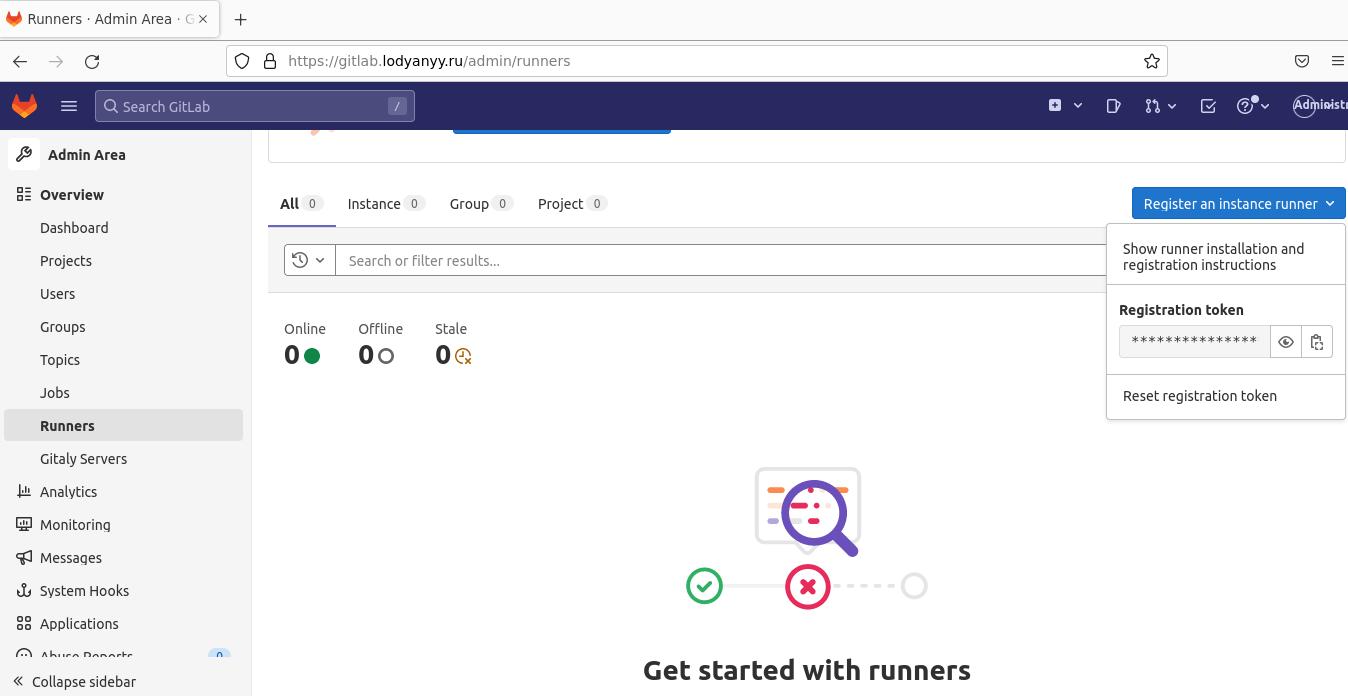 Runners · Admin Area · G
https://gitlab.lodyanyy.ru/admin/runners
Search GitLab /
Administr
Admin Area
Overview
Dashboard
Projects
Users
Groups
Topics
Jobs
Runners
Gitaly Servers
Analytics
Monitoring
Messages
System Hooks
Applications
Abuse Reports 0
Collapse sidebar
All 0 Instance 0 Group 0 Project 0
Register an instance runner
Search or filter results...
Show runner installation and
registration instructions
Registration token
***************
Reset registration token
Online Offline Stale
0 0 0
Get started with runners